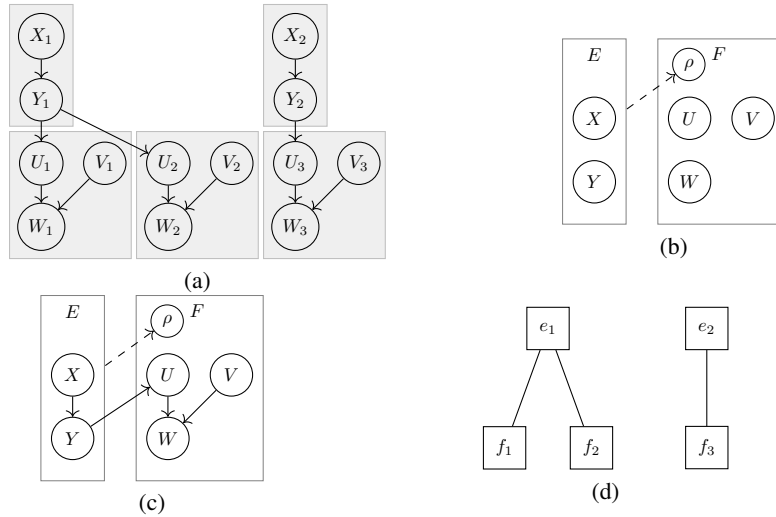 X₁ X₂
Y₁ Y₂
U₁ V₁ U₂ V₂ U₃ V₃
W₁ W₂ W₃
(a)
E ρ F
X U V
Y W
(b)
E ρ F
X U V
Y W
(c)
e₁ e₂
f₁ f₂ f₃
(d)